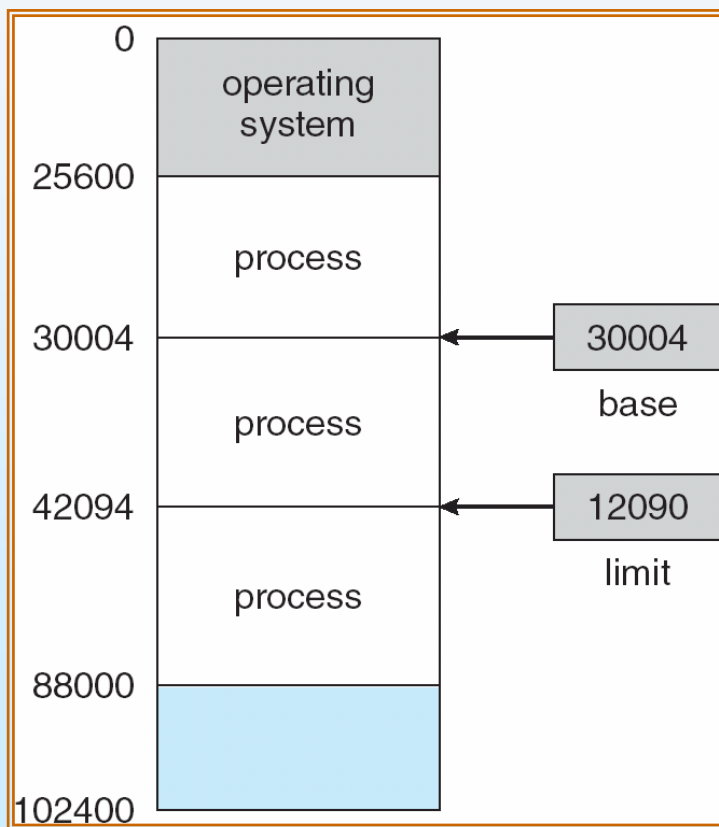 0
operating
system
25600
process
30004
30004
base
process
42094
12090
limit
process
88000
102400